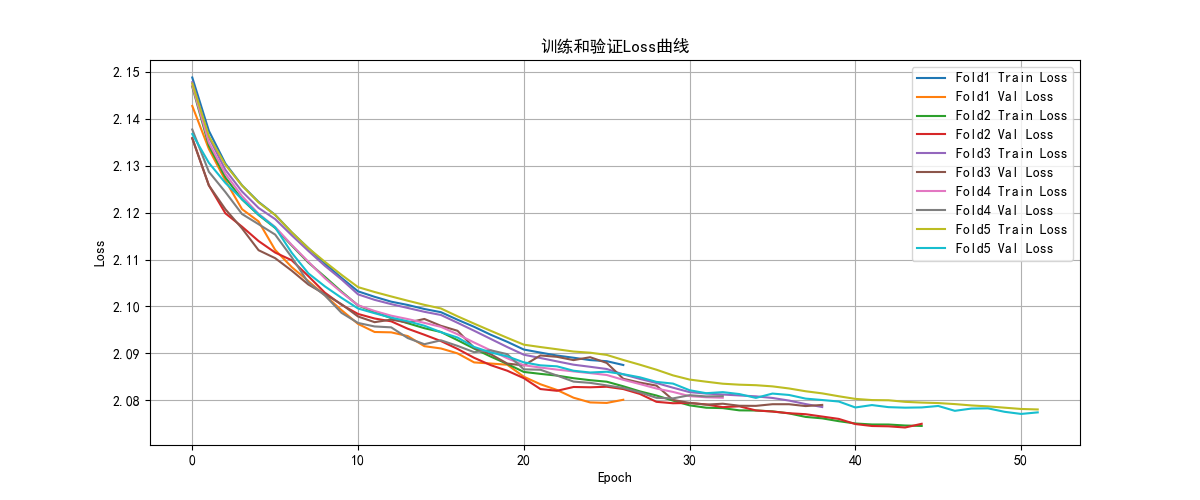 训练和验证Loss曲线
2.15
2.14
2.13
2.12
2.11
2.10
2.09
2.08
Loss
0
10
20
30
40
50
Epoch
Fold1 Train Loss
Fold1 Val Loss
Fold2 Train Loss
Fold2 Val Loss
Fold3 Train Loss
Fold3 Val Loss
Fold4 Train Loss
Fold4 Val Loss
Fold5 Train Loss
Fold5 Val Loss